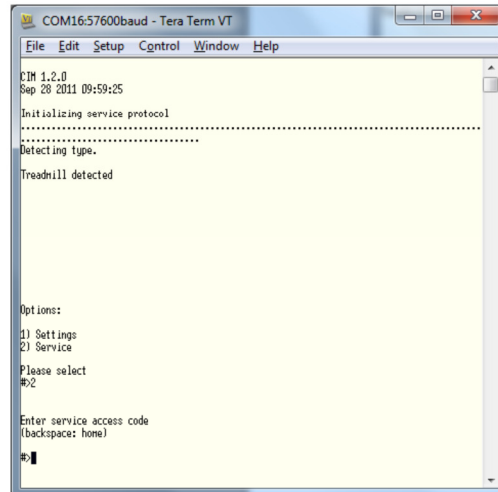 COM16:57600baud - Tera Term VT
File Edit Setup Control Window Help
CIM 1.2.0
Sep 28 2011 09:59:25
Initializing service protocol
................................................................................
...............................
Detecting type.
Treadmill detected
Options:
1) Settings
2) Service
Please select
#>2
Enter service access code
(backspace: home)
#>